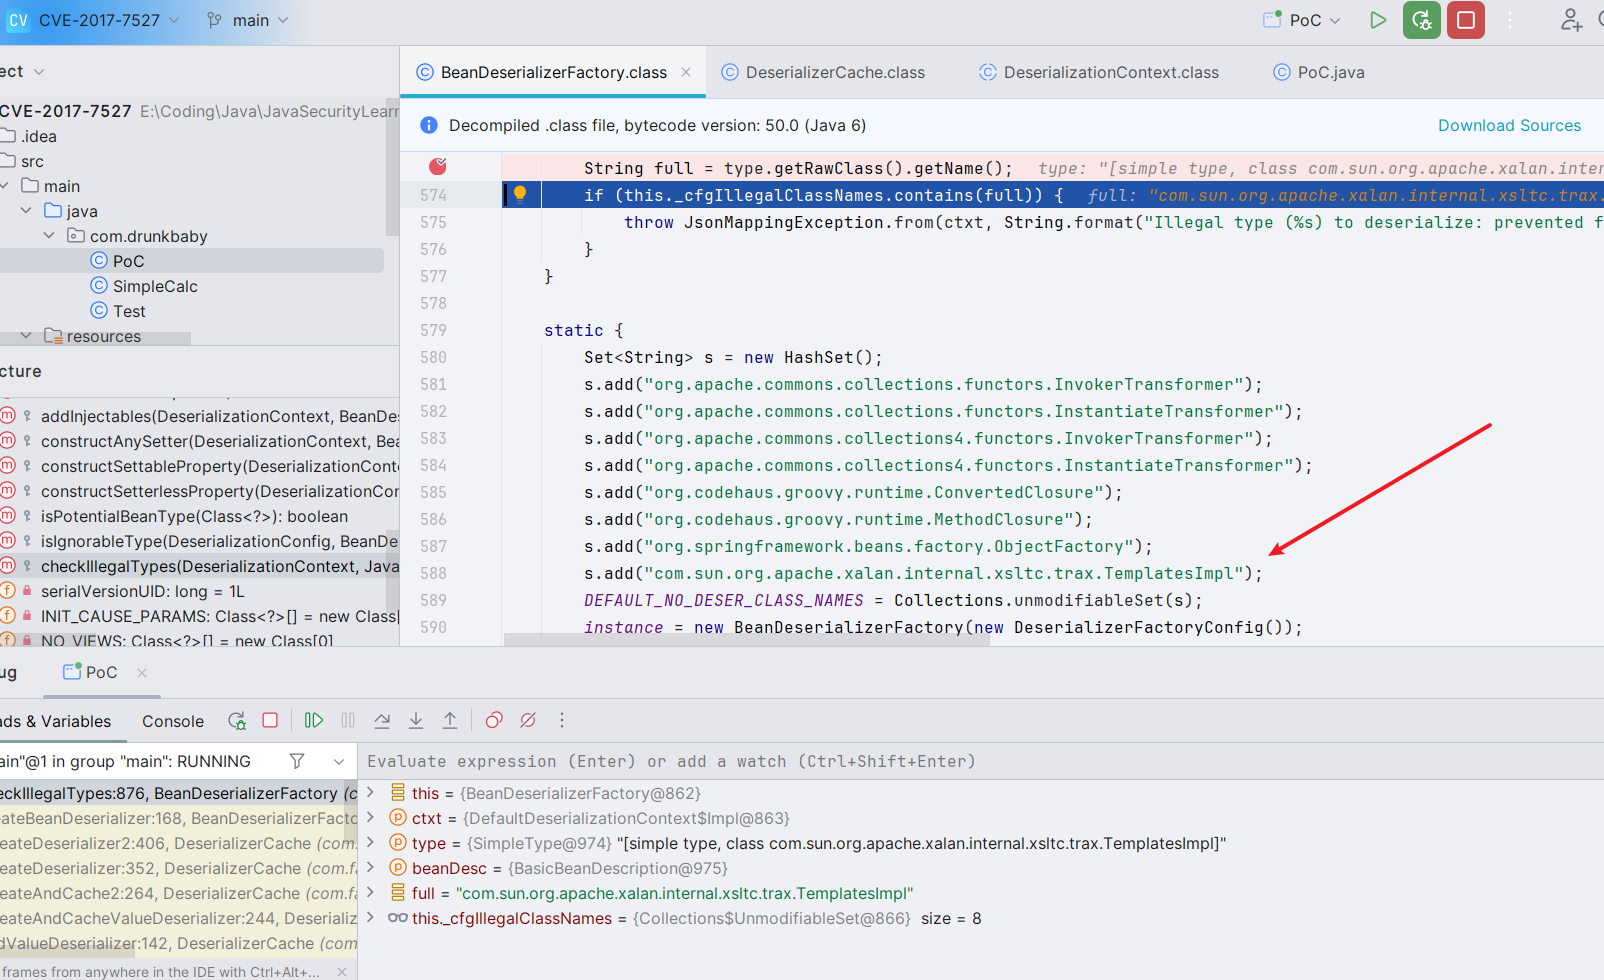 CV CVE-2017-7527 main PoC
ect
BeanDeserializerFactory.class DeserializerCache.class DeserializationContext.class PoC.java
CVE-2017-7527 E:\Coding\Java\JavaSecurityLearr
.idea
src
main
java
com.drunkbaby
PoC
SimpleCalc
Test
resources
Decompiled .class file, bytecode version: 50.0 (Java 6) Download Sources
String full = type.getRawClass().getName(); type: "[simple type, class com.sun.org.apache.xalan.inter
574 if (this._cfgIllegalClassNames.contains(full)) { full: "com.sun.org.apache.xalan.internal.xsltc.trax.
575 throw JsonMappingException.from(ctxt, String.format("Illegal type (%s) to deserialize: prevented f
576 }
577 }
578
579 static {
580 Set<String> s = new HashSet();
581 s.add("org.apache.commons.collections.functors.InvokerTransformer");
582 s.add("org.apache.commons.collections.functors.InstantiateTransformer");
583 s.add("org.apache.commons.collections4.functors.InvokerTransformer");
584 s.add("org.apache.commons.collections4.functors.InstantiateTransformer");
585 s.add("org.codehaus.groovy.runtime.ConvertedClosure");
586 s.add("org.codehaus.groovy.runtime.MethodClosure");
587 s.add("org.springframework.beans.factory.ObjectFactory");
588 s.add("com.sun.org.apache.xalan.internal.xsltc.trax.TemplatesImpl");
589 DEFAULT_NO_DESER_CLASS_NAMES = Collections.unmodifiableSet(s);
590 instance = new BeanDeserializerFactory(new DeserializerFactoryConfig());
cture
addInjectables(DeserializationContext, BeanDes
constructAnySetter(DeserializationContext, Bea
constructSettableProperty(DeserializationConte
constructSetterlessProperty(DeserializationCor
isPotentialBeanType(Class<?>): boolean
isIgnorableType(DeserializationConfig, BeanDe
checkIllegalTypes(DeserializationContext, Java
serialVersionUID: long = 1L
INIT_CAUSE_PARAMS: Class<?>[] = new Class[
NO_VIEWS: Class<?>[] = new Class[0]
ug PoC
ads & Variables Console
ain"@1 in group "main": RUNNING
Evaluate expression (Enter) or add a watch (Ctrl+Shift+Enter)
eckIllegalTypes:876, BeanDeserializerFactory (c
eateBeanDeserializer:168, BeanDeserializerFacto
eateDeserializer2:406, DeserializerCache (com.
eateDeserializer:352, DeserializerCache (com.fa
eateAndCache2:264, DeserializerCache (com.fa
eateAndCacheValueDeserializer:244, Deserializ
dValueDeserializer:142, DeserializerCache (com
frames from anywhere in the IDE with Ctrl+Alt+...
this = {BeanDeserializerFactory@862}
ctxt = {DefaultDeserializationContext$Impl@863}
type = {SimpleType@974} "[simple type, class com.sun.org.apache.xalan.internal.xsltc.trax.TemplatesImpl]"
beanDesc = {BasicBeanDescription@975}
full = "com.sun.org.apache.xalan.internal.xsltc.trax.TemplatesImpl"
this._cfgIllegalClassNames = {Collections$UnmodifiableSet@866} size = 8